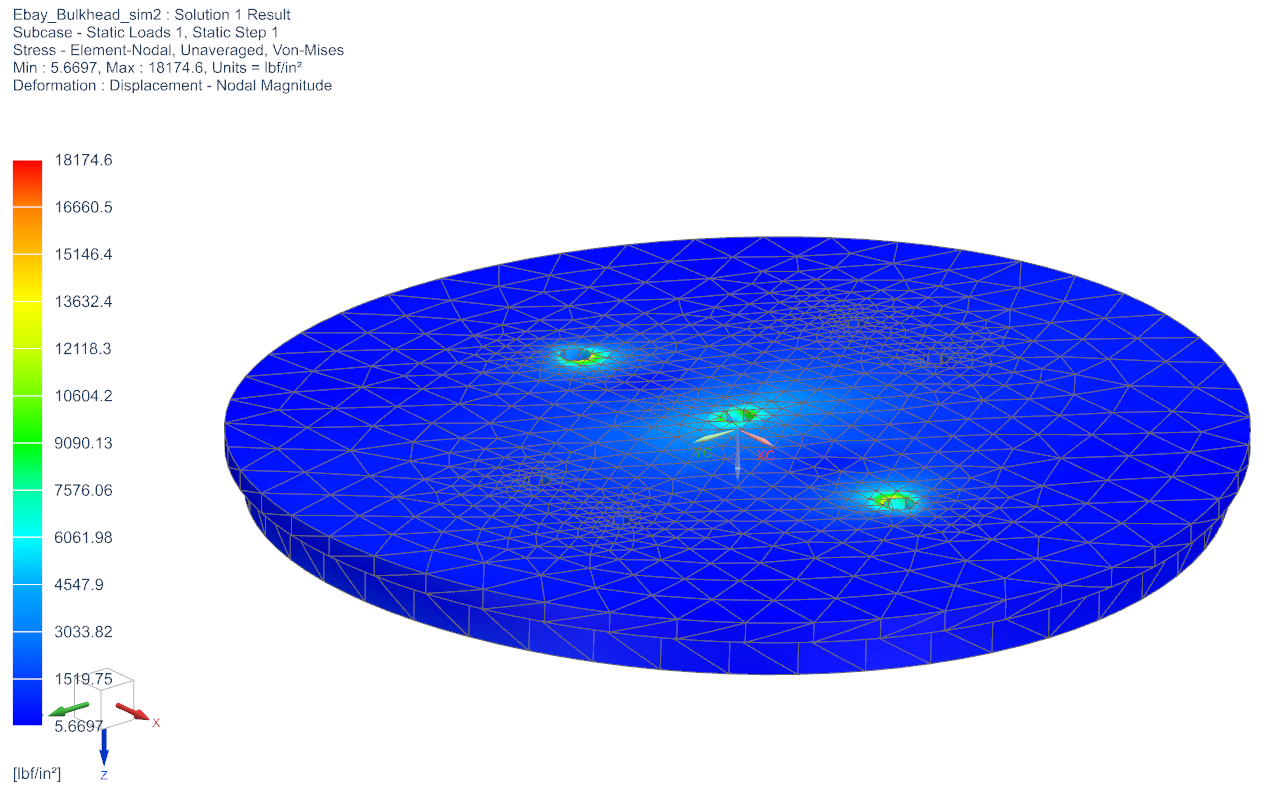 Ebay_Bulkhead_sim2 : Solution 1 Result
Subcase - Static Loads 1, Static Step 1
Stress - Element-Nodal, Unaveraged, Von-Mises
Min : 5.6697, Max : 18174.6, Units = lbf/in²
Deformation : Displacement - Nodal Magnitude
18174.6
16660.5
15146.4
13632.4
12118.3
10604.2
9090.13
7576.06
6061.98
4547.9
3033.82
1519.75
5.6697
[lbf/in²]
YC
XC
X
Z